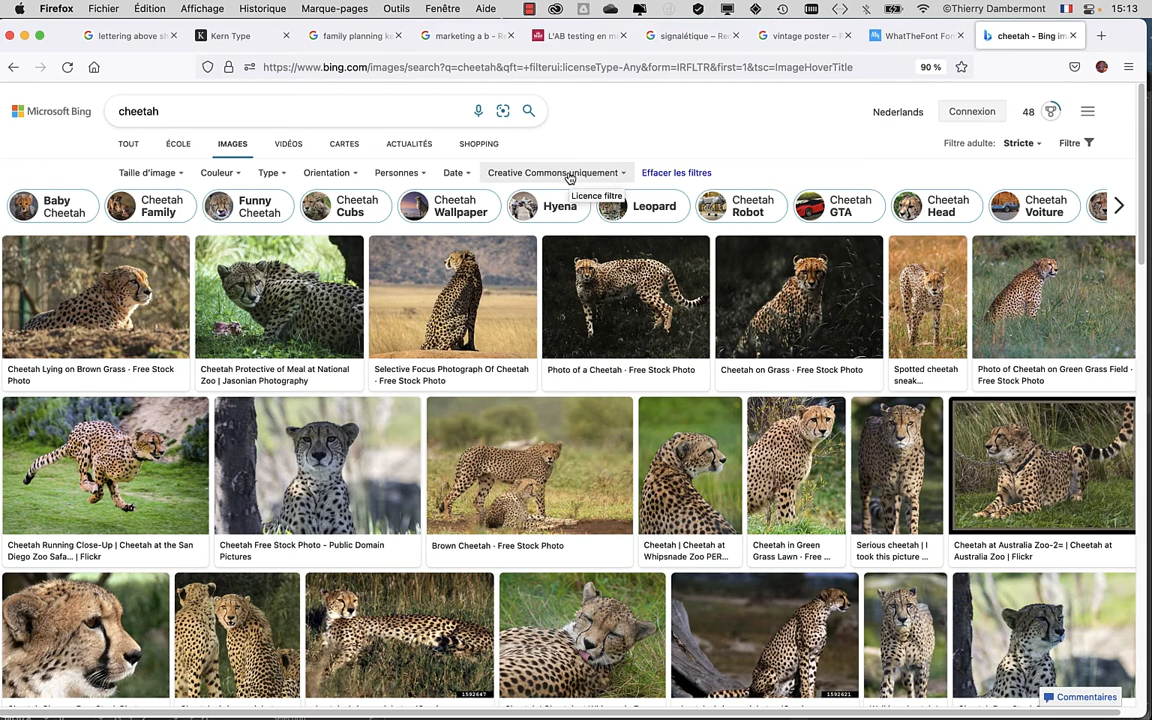 Firefox Fichier Édition Affichage Historique Marque-pages Outils Fenêtre Aide ©Thierry Dambermont 15:13
lettering above sh
Kern Type
family planning ke
marketing a b - Re
L'AB testing en ma
signalétique – Rec
vintage poster – R
WhatTheFont Fon
cheetah - Bing im
https://www.bing.com/images/search?q=cheetah&qft=+filterui:licenseType-Any&form=IRFLTR&first=1&tsc=ImageHoverTitle 90 %
Microsoft Bing cheetah Nederlands Connexion 48
TOUT ÉCOLE IMAGES VIDÉOS CARTES ACTUALITÉS SHOPPING Filtre adulte: Stricte Filtre
Taille d'image Couleur Type Orientation Personnes Date Creative Commons uniquement Effacer les filtres
Licence filtre
Baby
Cheetah
Cheetah
Family
Funny
Cheetah
Cheetah
Cubs
Cheetah
Wallpaper
Hyena
Leopard
Cheetah
Robot
Cheetah
GTA
Cheetah
Head
Cheetah
Voiture
Cheetah Lying on Brown Grass · Free Stock
Photo
Cheetah Protective of Meal at National
Zoo | Jasonian Photography
Selective Focus Photograph Of Cheetah
· Free Stock Photo
Photo of a Cheetah · Free Stock Photo
Cheetah on Grass · Free Stock Photo
Spotted cheetah
sneak...
Photo of Cheetah on Green Grass Field ·
Free Stock Photo
Cheetah Running Close-Up | Cheetah at the San
Diego Zoo Safa... | Flickr
Cheetah Free Stock Photo - Public Domain
Pictures
Brown Cheetah · Free Stock Photo
Cheetah | Cheetah at
Whipsnade Zoo PER...
Cheetah in Green
Grass Lawn · Free ...
Serious cheetah | I
took this picture ...
Cheetah at Australia Zoo-2= | Cheetah at
Australia Zoo | Flickr
1592647
1592621
Commentaires